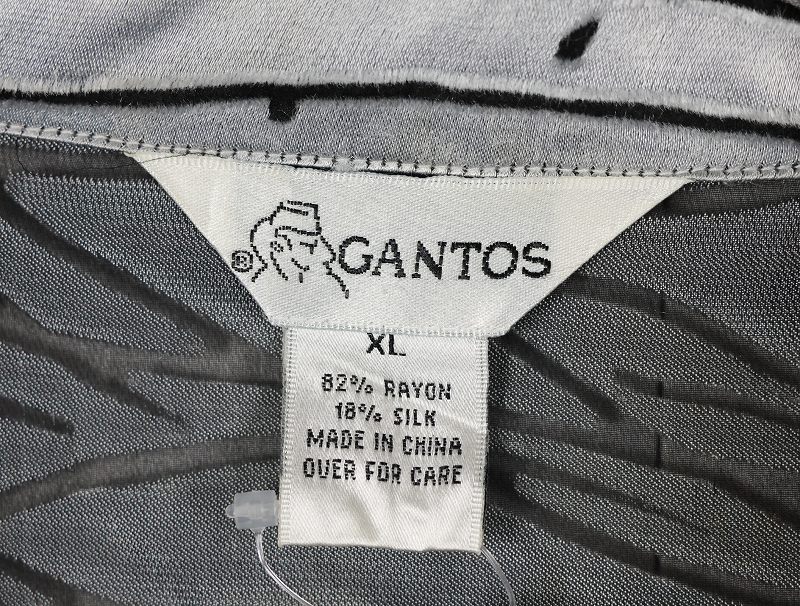 ® GANTOS
XL
82% RAYON
18% SILK
MADE IN CHINA
OVER FOR CARE